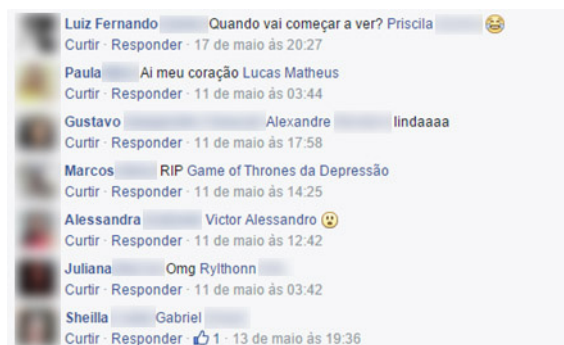 Luiz Fernando Quando vai começar a ver? Priscila
Curtir · Responder · 17 de maio às 20:27
Paula Ai meu coração Lucas Matheus
Curtir · Responder · 11 de maio às 03:44
Gustavo Alexandre lindaaaa
Curtir · Responder · 11 de maio às 17:58
Marcos RIP Game of Thrones da Depressão
Curtir · Responder · 11 de maio às 14:25
Alessandra Victor Alessandro
Curtir · Responder · 11 de maio às 12:42
Juliana Omg Rylthonn
Curtir · Responder · 11 de maio às 03:42
Sheilla Gabriel
Curtir · Responder · 1 · 13 de maio às 19:36